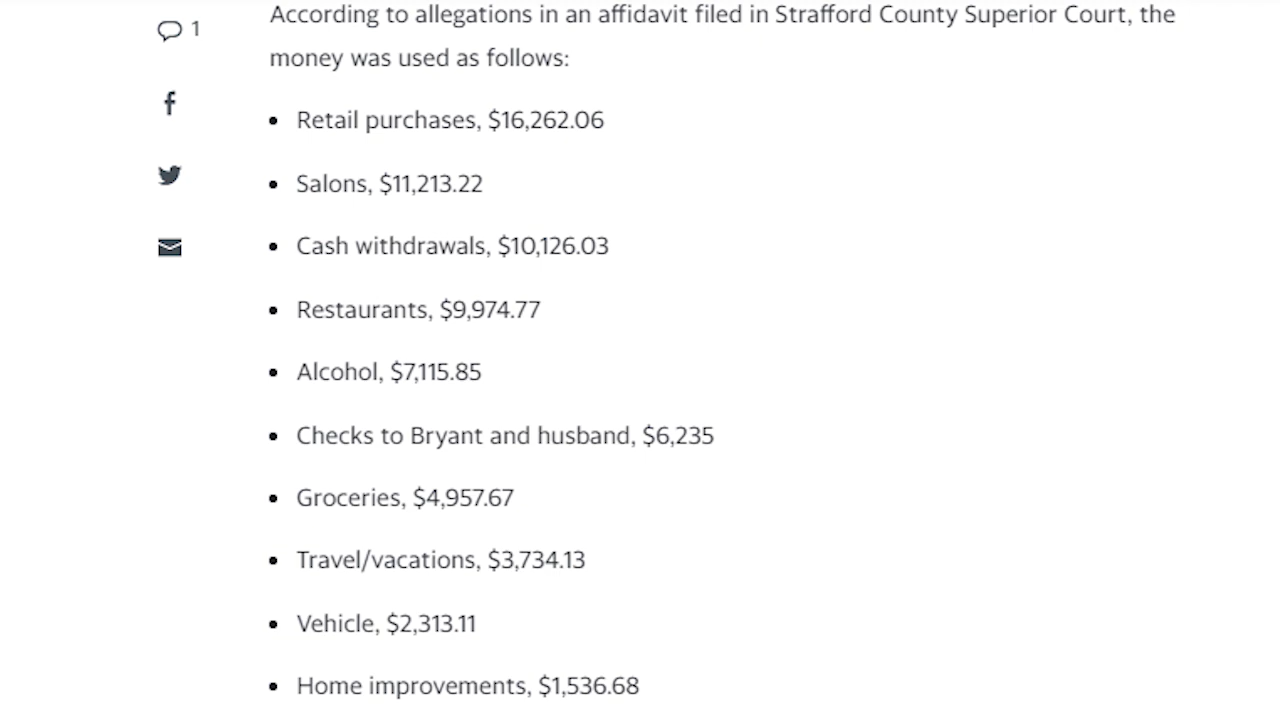 1
According to allegations in an affidavit filed in Strafford County Superior Court, the
money was used as follows:
• Retail purchases, $16,262.06
• Salons, $11,213.22
• Cash withdrawals, $10,126.03
• Restaurants, $9,974.77
• Alcohol, $7,115.85
• Checks to Bryant and husband, $6,235
• Groceries, $4,957.67
• Travel/vacations, $3,734.13
• Vehicle, $2,313.11
• Home improvements, $1,536.68